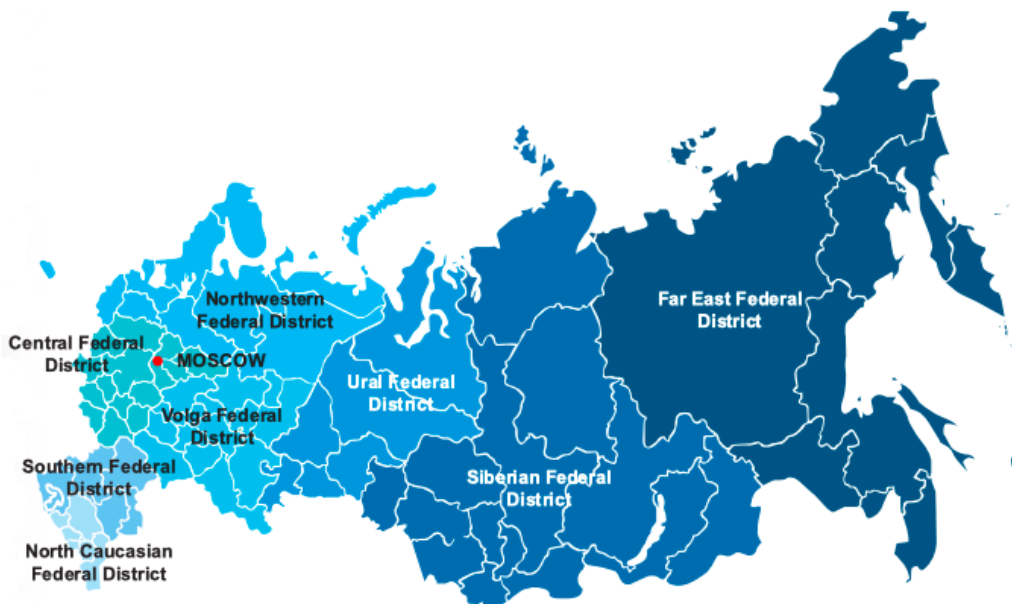 Northwestern
Federal District
Far East Federal
District
Central Federal
District
MOSCOW
Ural Federal
District
Volga Federal
District
Southern Federal
District
Siberian Federal
District
North Caucasian
Federal District